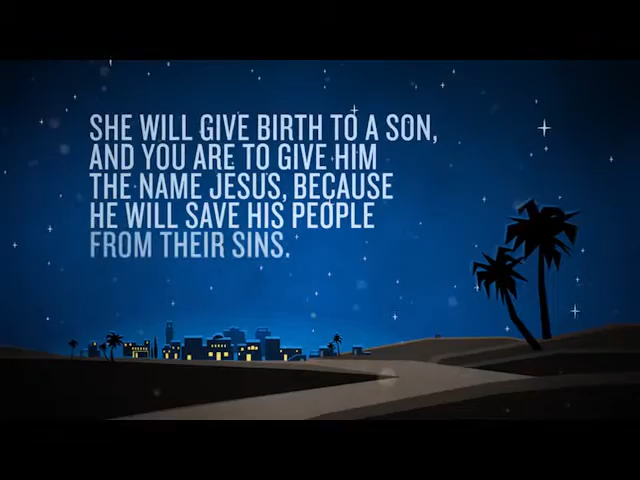 SHE WILL GIVE BIRTH TO A SON,
AND YOU ARE TO GIVE HIM
THE NAME JESUS, BECAUSE
HE WILL SAVE HIS PEOPLE
FROM THEIR SINS.